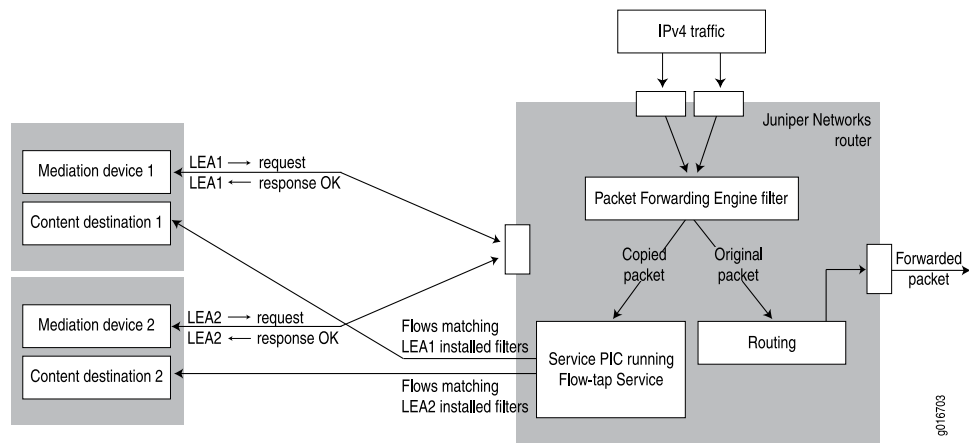 IPv4 traffic
Juniper Networks
router
Mediation device 1
LEA1 → request
LEA1 ← response OK
Content destination 1
Packet Forwarding Engine filter
Copied
packet
Original
packet
Forwarded
packet
Mediation device 2
LEA2 → request
LEA2 ← response OK
Content destination 2
Flows matching
LEA1 installed filters
Flows matching
LEA2 installed filters
Service PIC running
Flow-tap Service
Routing
g016703